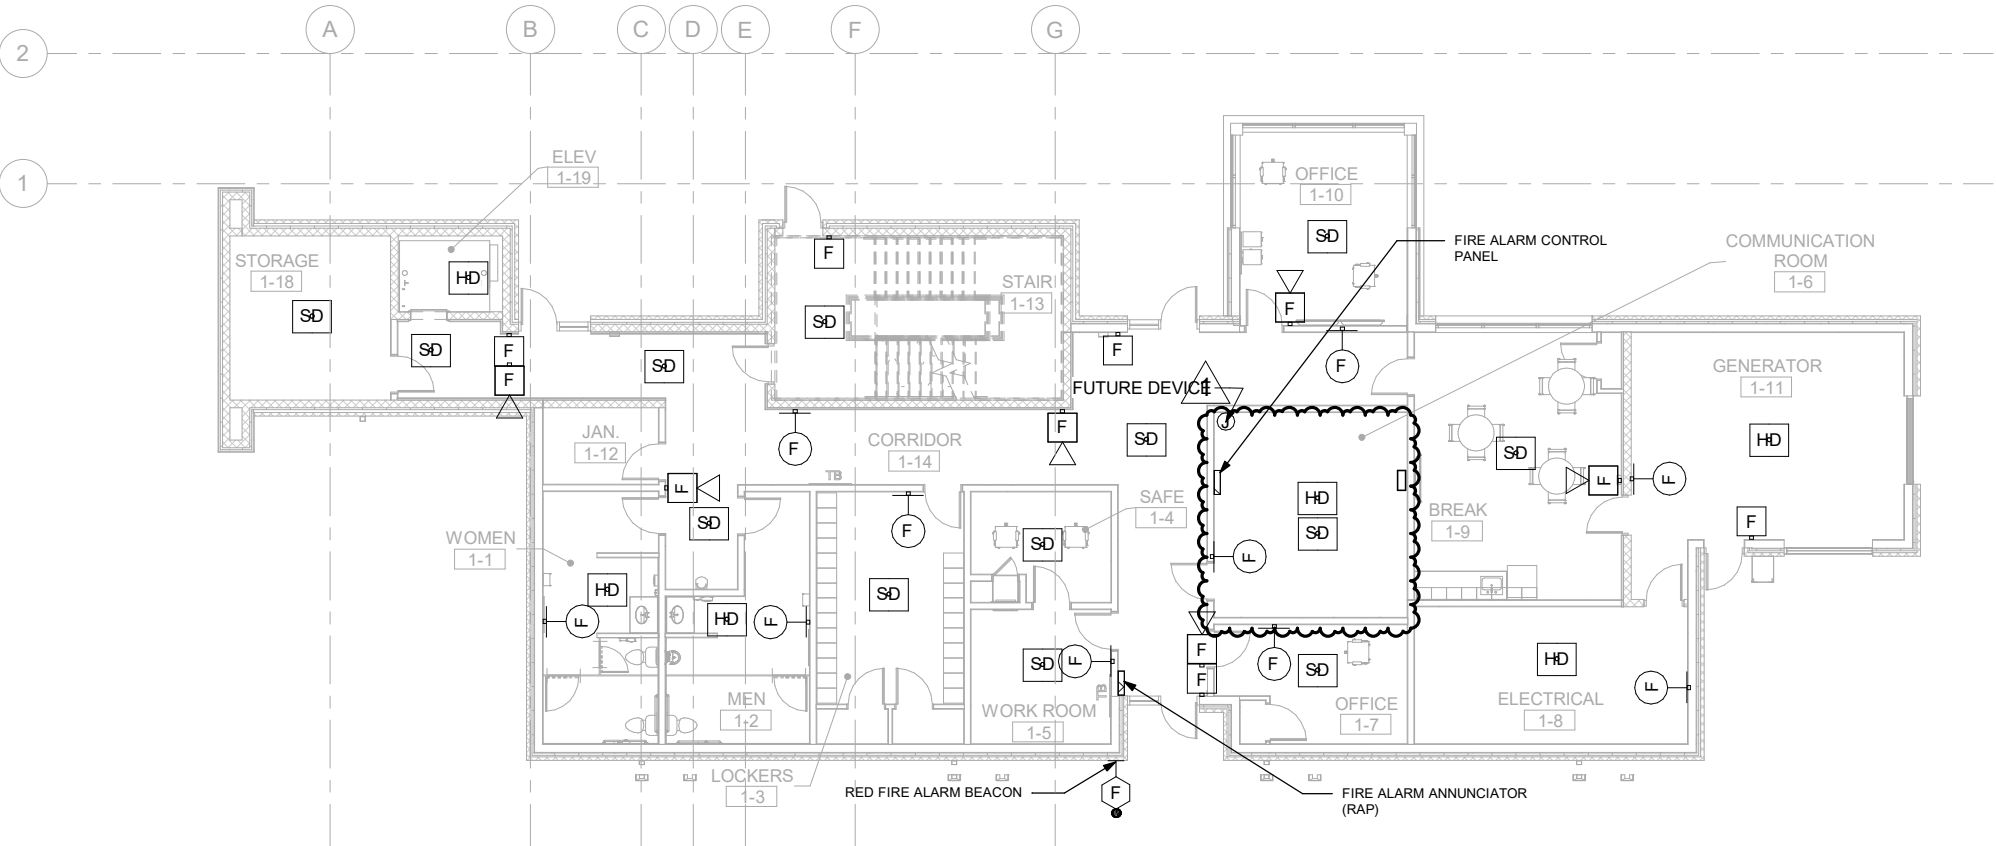 A
B
C
D
E
F
G
2
1
ELEV
1-19
OFFICE
1-10
STORAGE
1-18
HD
SD
SD
F
F
SD
F
SD
STAIR
1-13
F
SD
F
F
FIRE ALARM CONTROL
PANEL
COMMUNICATION
ROOM
1-6
GENERATOR
1-11
HD
FUTURE DEVICE
1
J
JAN.
1-12
F
CORRIDOR
1-14
TB
F
SD
F
SD
F
SAFE
1-4
SD
HD
SD
F
BREAK
1-9
SD
F
F
F
WOMEN
1-1
HD
F
HD
F
MEN
1-2
SD
LOCKERS
1-3
SD
F
TB
WORK ROOM
1-5
F
F
F
SD
OFFICE
1-7
HD
F
ELECTRICAL
1-8
RED FIRE ALARM BEACON
F
FIRE ALARM ANNUNCIATOR
(RAP)